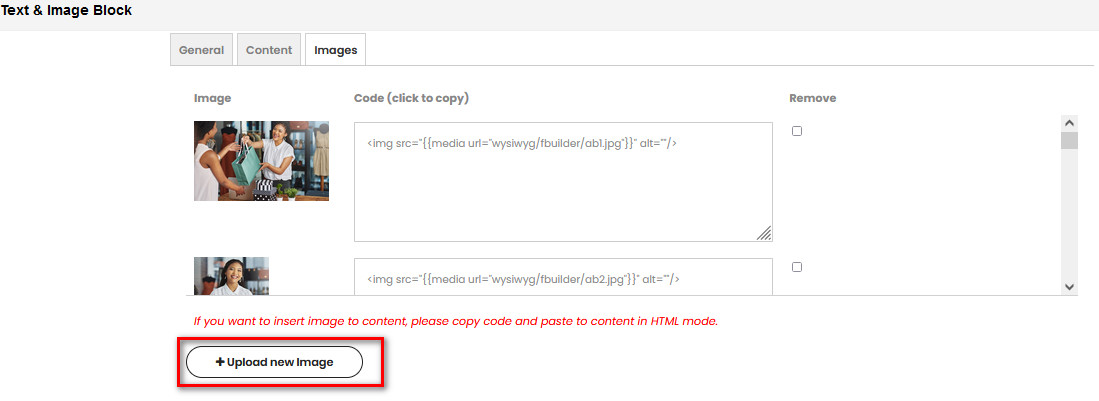 Text & Image Block
General Content Images
Image Code (click to copy) Remove
<img src="{{media url="wysiwyg/fbuilder/ab1.jpg"}}" alt=""/>
<img src="{{media url="wysiwyg/fbuilder/ab2.jpg"}}" alt=""/>
If you want to insert image to content, please copy code and paste to content in HTML mode.
+ Upload new Image